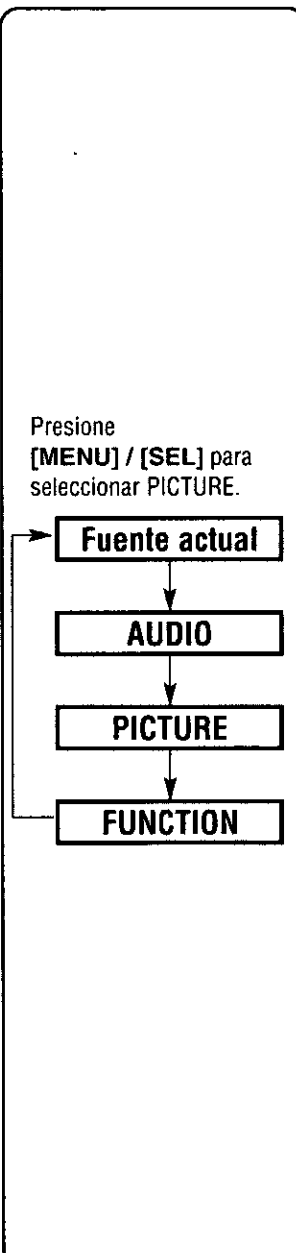 Presione
[MENU] / [SEL] para
seleccionar PICTURE.
Fuente actual
AUDIO
PICTURE
FUNCTION